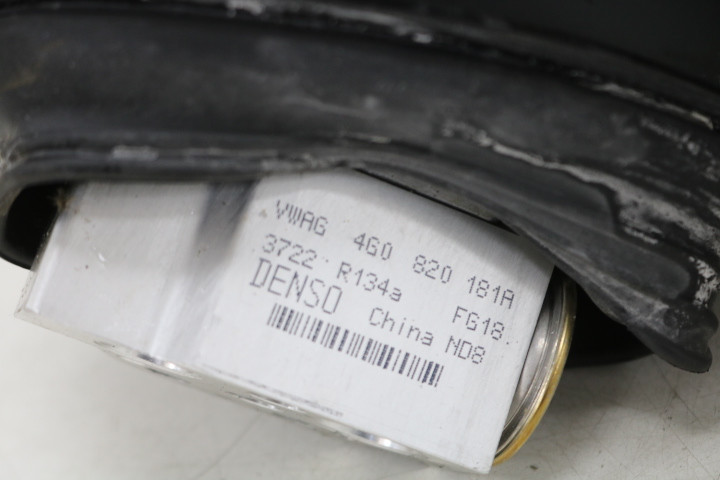 VWAG 4G0 820 181A
3722 R134a FG18
DENSO China ND8